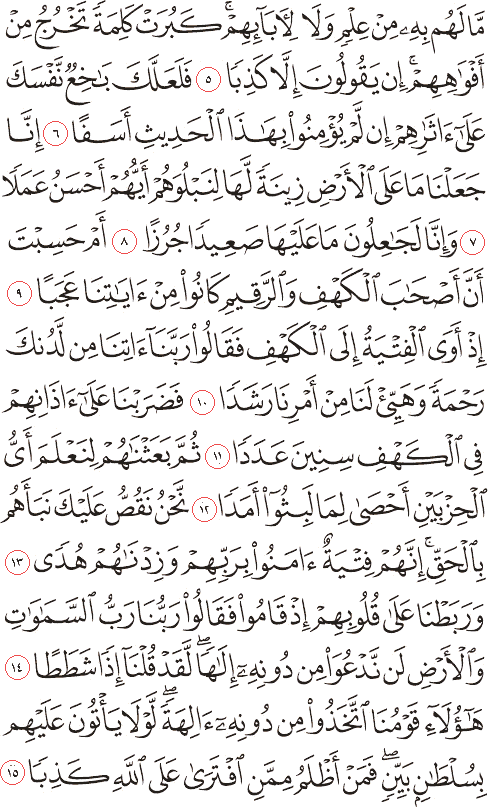 مَّا لَهُم بِهِۦ مِنْ عِلْمٍ وَلَا لِأَبَآئِهِمْ ۚ كَبُرَتْ كَلِمَةً تَخْرُجُ مِنْ
أَفْوَٰهِهِمْ ۚ إِن يَقُولُونَ إِلَّا كَذِبًا ٥ فَلَعَلَّكَ بَٰخِعٌ نَّفْسَكَ
عَلَىٰٓ ءَاثَٰرِهِمْ إِن لَّمْ يُؤْمِنُوا۟ بِهَٰذَا ٱلْحَدِيثِ أَسَفًا ٦ إِنَّا
جَعَلْنَا مَا عَلَى ٱلْأَرْضِ زِينَةً لَّهَا لِنَبْلُوَهُمْ أَيُّهُمْ أَحْسَنُ عَمَلًا
٧ وَإِنَّا لَجَٰعِلُونَ مَا عَلَيْهَا صَعِيدًا جُرُزًا ٨ أَمْ حَسِبْتَ
أَنَّ أَصْحَٰبَ ٱلْكَهْفِ وَٱلرَّقِيمِ كَانُوا۟ مِنْ ءَايَٰتِنَا عَجَبًا ٩
إِذْ أَوَى ٱلْفِتْيَةُ إِلَى ٱلْكَهْفِ فَقَالُوا۟ رَبَّنَآ ءَاتِنَا مِن لَّدُنكَ
رَحْمَةً وَهَيِّئْ لَنَا مِنْ أَمْرِنَا رَشَدًا ١٠ فَضَرَبْنَا عَلَىٰٓ ءَاذَانِهِمْ
فِى ٱلْكَهْفِ سِنِينَ عَدَدًا ١١ ثُمَّ بَعَثْنَٰهُمْ لِنَعْلَمَ أَىُّ
ٱلْحِزْبَيْنِ أَحْصَىٰ لِمَا لَبِثُوٓا۟ أَمَدًا ١٢ نَّحْنُ نَقُصُّ عَلَيْكَ نَبَأَهُم
بِٱلْحَقِّ ۚ إِنَّهُمْ فِتْيَةٌ ءَامَنُوا۟ بِرَبِّهِمْ وَزِدْنَٰهُمْ هُدًى ١٣
وَرَبَطْنَا عَلَىٰ قُلُوبِهِمْ إِذْ قَامُوا۟ فَقَالُوا۟ رَبُّنَا رَبُّ ٱلسَّمَٰوَٰتِ
وَٱلْأَرْضِ لَن نَّدْعُوَا۟ مِن دُونِهِۦٓ إِلَٰهًا ۖ لَّقَدْ قُلْنَآ إِذًا شَطَطًا ١٤
هَٰٓؤُلَآءِ قَوْمُنَا ٱتَّخَذُوا۟ مِن دُونِهِۦٓ ءَالِهَةً ۖ لَّوْلَا يَأْتُونَ عَلَيْهِم
بِسُلْطَٰنٍۭ بَيِّنٍ ۖ فَمَنْ أَظْلَمُ مِمَّنِ ٱفْتَرَىٰ عَلَى ٱللَّهِ كَذِبًا ١٥